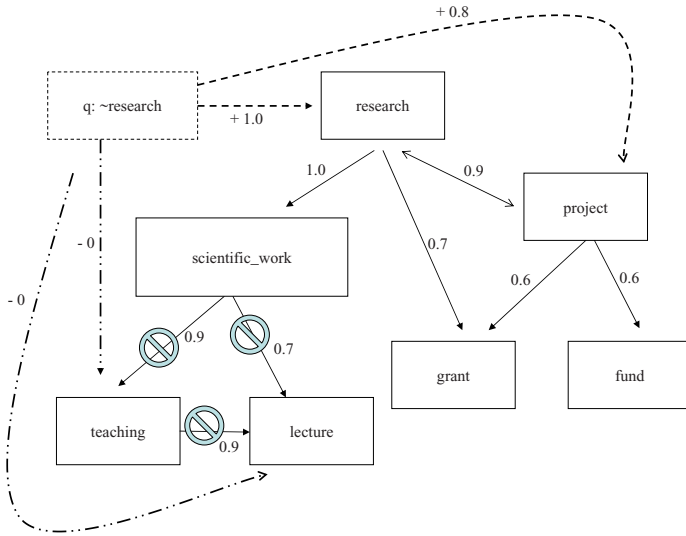 + 0.8
q: ~research
research
+ 1.0
1.0
0.9
project
- 0
scientific_work
0.7
0.6
0.6
- 0
0.9
0.7
grant
fund
teaching
lecture
0.9